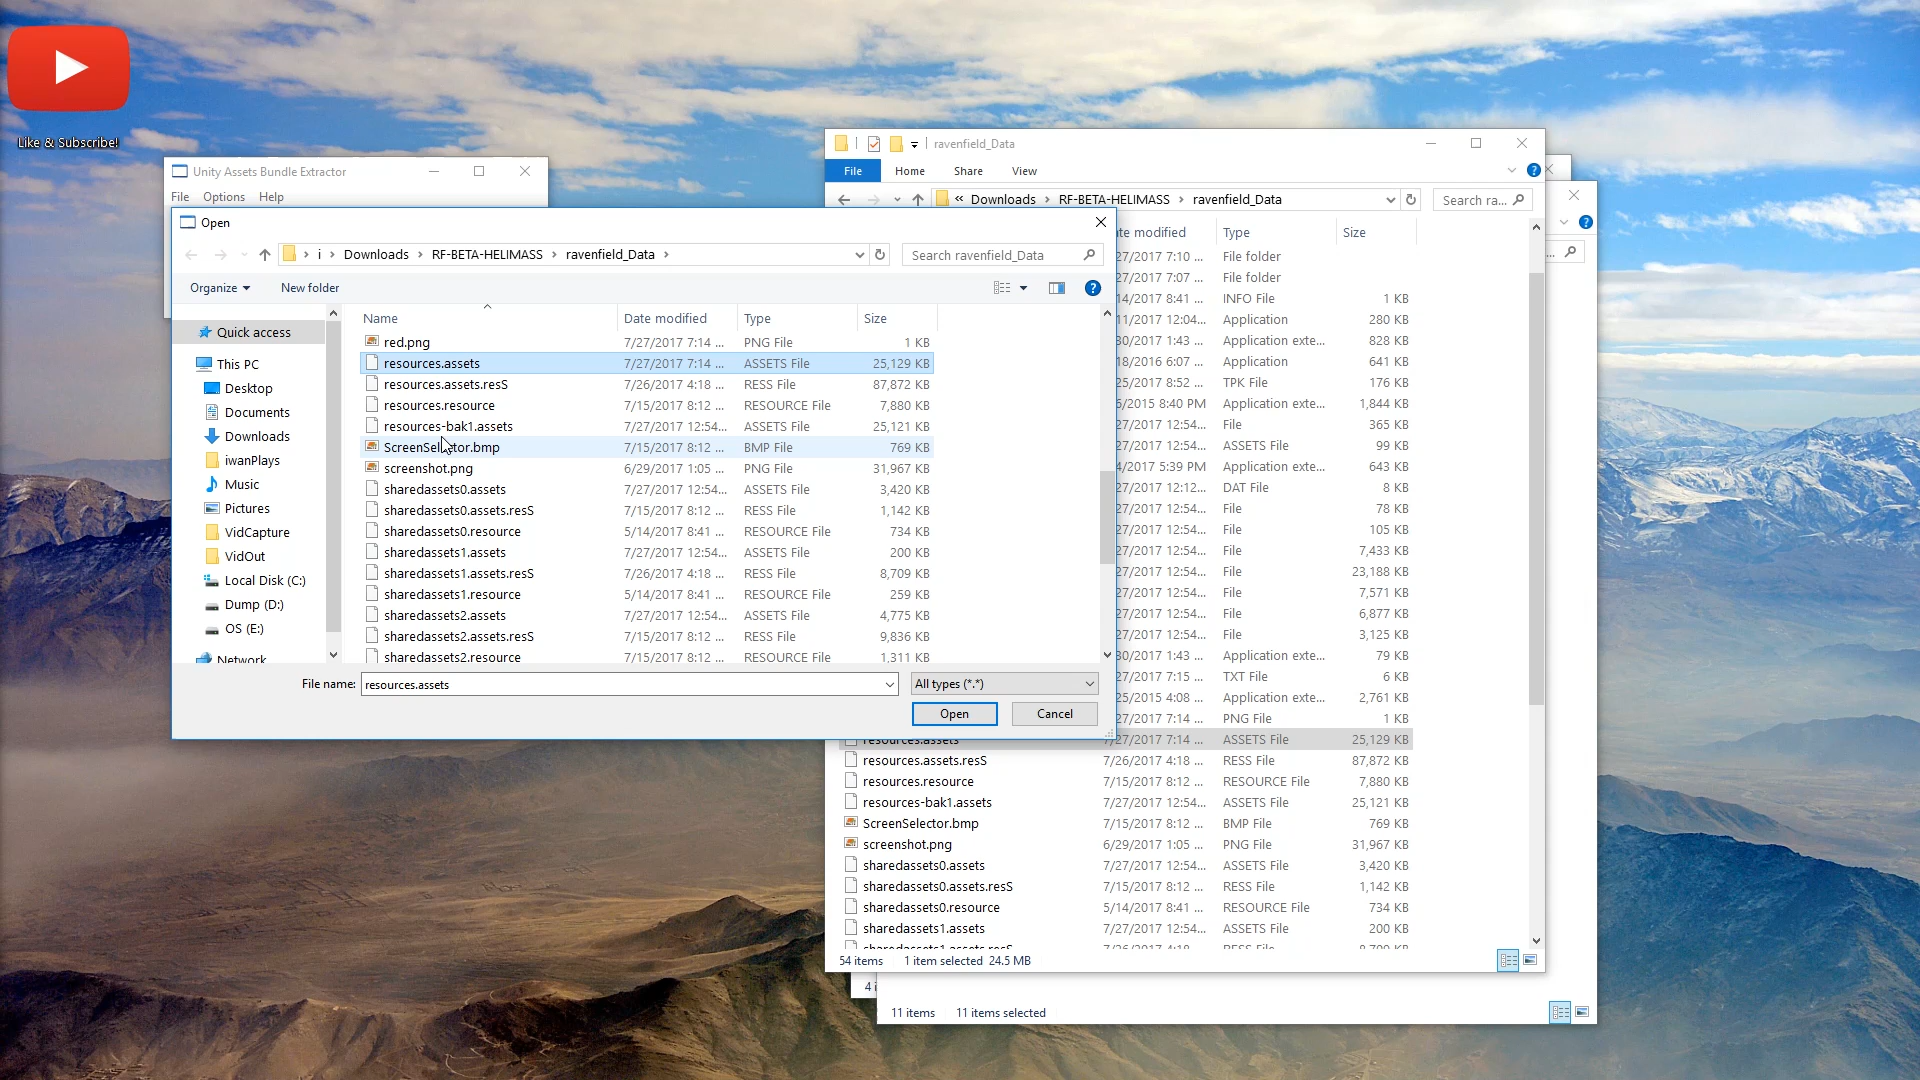 Like & Subscribe!
Unity Assets Bundle Extractor
File Options Help
Open
i Downloads RF-BETA-HELIMASS ravenfield_Data
Search ravenfield_Data
Organize New folder
Quick access
This PC
Desktop
Documents
Downloads
iwanPlays
Music
Pictures
VidCapture
VidOut
Local Disk (C:)
Dump (D:)
OS (E:)
Network
Name Date modified Type Size
red.png 7/27/2017 7:14 ... PNG File 1 KB
resources.assets 7/27/2017 7:14 ... ASSETS File 25,129 KB
resources.assets.resS 7/26/2017 4:18 ... RESS File 87,872 KB
resources.resource 7/15/2017 8:12 ... RESOURCE File 7,880 KB
resources-bak1.assets 7/27/2017 12:54... ASSETS File 25,121 KB
ScreenSelector.bmp 7/15/2017 8:12 ... BMP File 769 KB
screenshot.png 6/29/2017 1:05 ... PNG File 31,967 KB
sharedassets0.assets 7/27/2017 12:54... ASSETS File 3,420 KB
sharedassets0.assets.resS 7/15/2017 8:12 ... RESS File 1,142 KB
sharedassets0.resource 5/14/2017 8:41 ... RESOURCE File 734 KB
sharedassets1.assets 7/27/2017 12:54... ASSETS File 200 KB
sharedassets1.assets.resS 7/26/2017 4:18 ... RESS File 8,709 KB
sharedassets1.resource 5/14/2017 8:41 ... RESOURCE File 259 KB
sharedassets2.assets 7/27/2017 12:54... ASSETS File 4,775 KB
sharedassets2.assets.resS 7/15/2017 8:12 ... RESS File 9,836 KB
sharedassets2.resource 7/15/2017 8:12 ... RESOURCE File 1,311 KB
File name: resources.assets All types (*.*)
Open Cancel
ravenfield_Data
File Home Share View
« Downloads RF-BETA-HELIMASS ravenfield_Data
Search ra...
modified Type Size
27/2017 7:10 ... File folder
27/2017 7:07 ... File folder
14/2017 8:41 ... INFO File 1 KB
11/2017 12:04... Application 280 KB
30/2017 1:43 ... Application exte... 828 KB
18/2016 6:07 ... Application 641 KB
25/2017 8:52 ... TPK File 176 KB
6/2015 8:40 PM Application exte... 1,844 KB
27/2017 12:54... File 365 KB
27/2017 12:54... ASSETS File 99 KB
4/2017 5:39 PM Application exte... 643 KB
27/2017 12:12... DAT File 8 KB
27/2017 12:54... File 78 KB
27/2017 12:54... File 105 KB
27/2017 12:54... File 7,433 KB
27/2017 12:54... File 23,188 KB
27/2017 12:54... File 7,571 KB
27/2017 12:54... File 6,877 KB
27/2017 12:54... File 3,125 KB
30/2017 1:43 ... Application exte... 79 KB
27/2017 7:15 ... TXT File 6 KB
25/2015 4:08 ... Application exte... 2,761 KB
27/2017 7:14 ... PNG File 1 KB
resources.assets 7/27/2017 7:14 ... ASSETS File 25,129 KB
resources.assets.resS 7/26/2017 4:18 ... RESS File 87,872 KB
resources.resource 7/15/2017 8:12 ... RESOURCE File 7,880 KB
resources-bak1.assets 7/27/2017 12:54... ASSETS File 25,121 KB
ScreenSelector.bmp 7/15/2017 8:12 ... BMP File 769 KB
screenshot.png 6/29/2017 1:05 ... PNG File 31,967 KB
sharedassets0.assets 7/27/2017 12:54... ASSETS File 3,420 KB
sharedassets0.assets.resS 7/15/2017 8:12 ... RESS File 1,142 KB
sharedassets0.resource 5/14/2017 8:41 ... RESOURCE File 734 KB
sharedassets1.assets 7/27/2017 12:54... ASSETS File 200 KB
sharedassets1.assets.resS 7/26/2017 4:18 ... RESS File 8,709 KB
54 items 1 item selected 24.5 MB
4 i
11 items 11 items selected